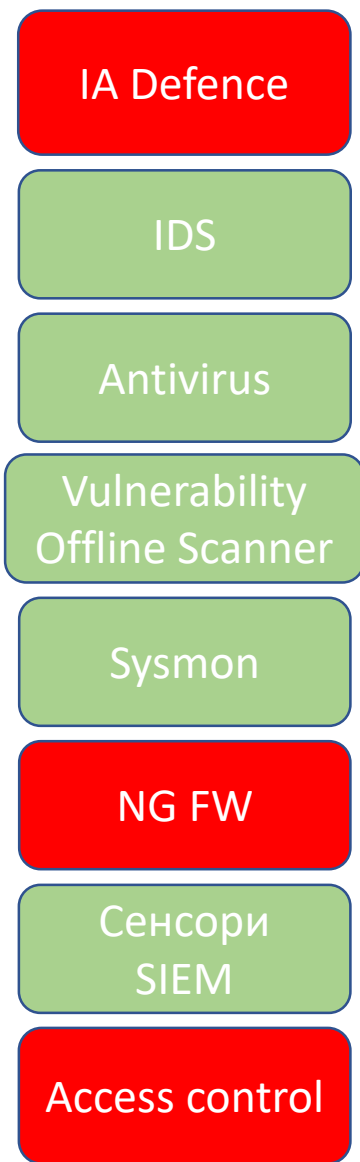 IA Defence
IDS
Antivirus
Vulnerability
Offline Scanner
Sysmon
NG FW
Сенсори
SIEM
Access control